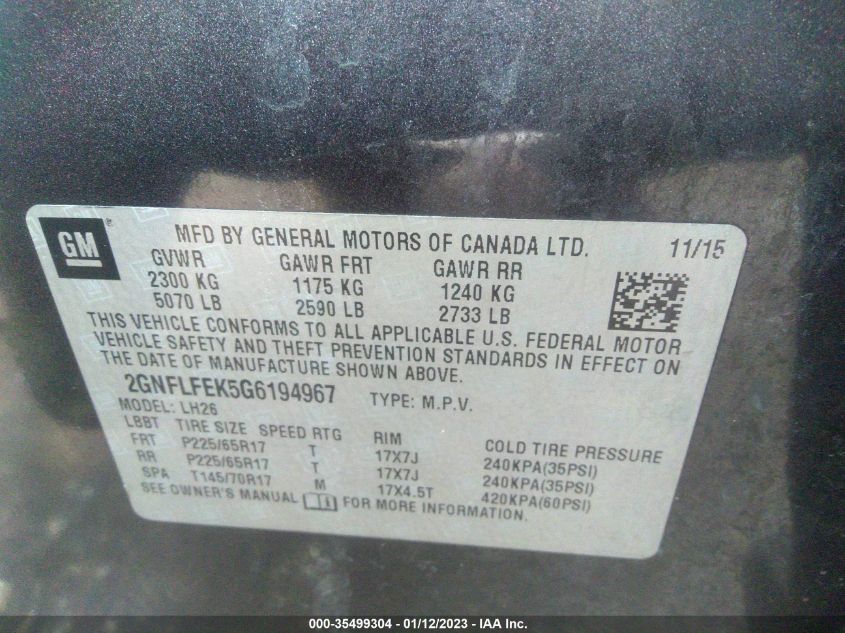 GM® MFD BY GENERAL MOTORS OF CANADA LTD. 11/15
GVWR GAWR FRT GAWR RR
2300 KG 1175 KG 1240 KG
5070 LB 2590 LB 2733 LB
THIS VEHICLE CONFORMS TO ALL APPLICABLE U.S. FEDERAL MOTOR
VEHICLE SAFETY AND THEFT PREVENTION STANDARDS IN EFFECT ON
THE DATE OF MANUFACTURE SHOWN ABOVE.
2GNFLFEK5G6194967 TYPE: M.P.V.
MODEL: LH26
LBBT TIRE SIZE SPEED RTG RIM COLD TIRE PRESSURE
FRT P225/65R17 T 17X7J 240KPA(35PSI)
RR P225/65R17 T 17X7J 240KPA(35PSI)
SPA T145/70R17 M 17X4.5T 420KPA(60PSI)
SEE OWNER'S MANUAL FOR MORE INFORMATION.
000-35499304 - 01/12/2023 - IAA Inc.